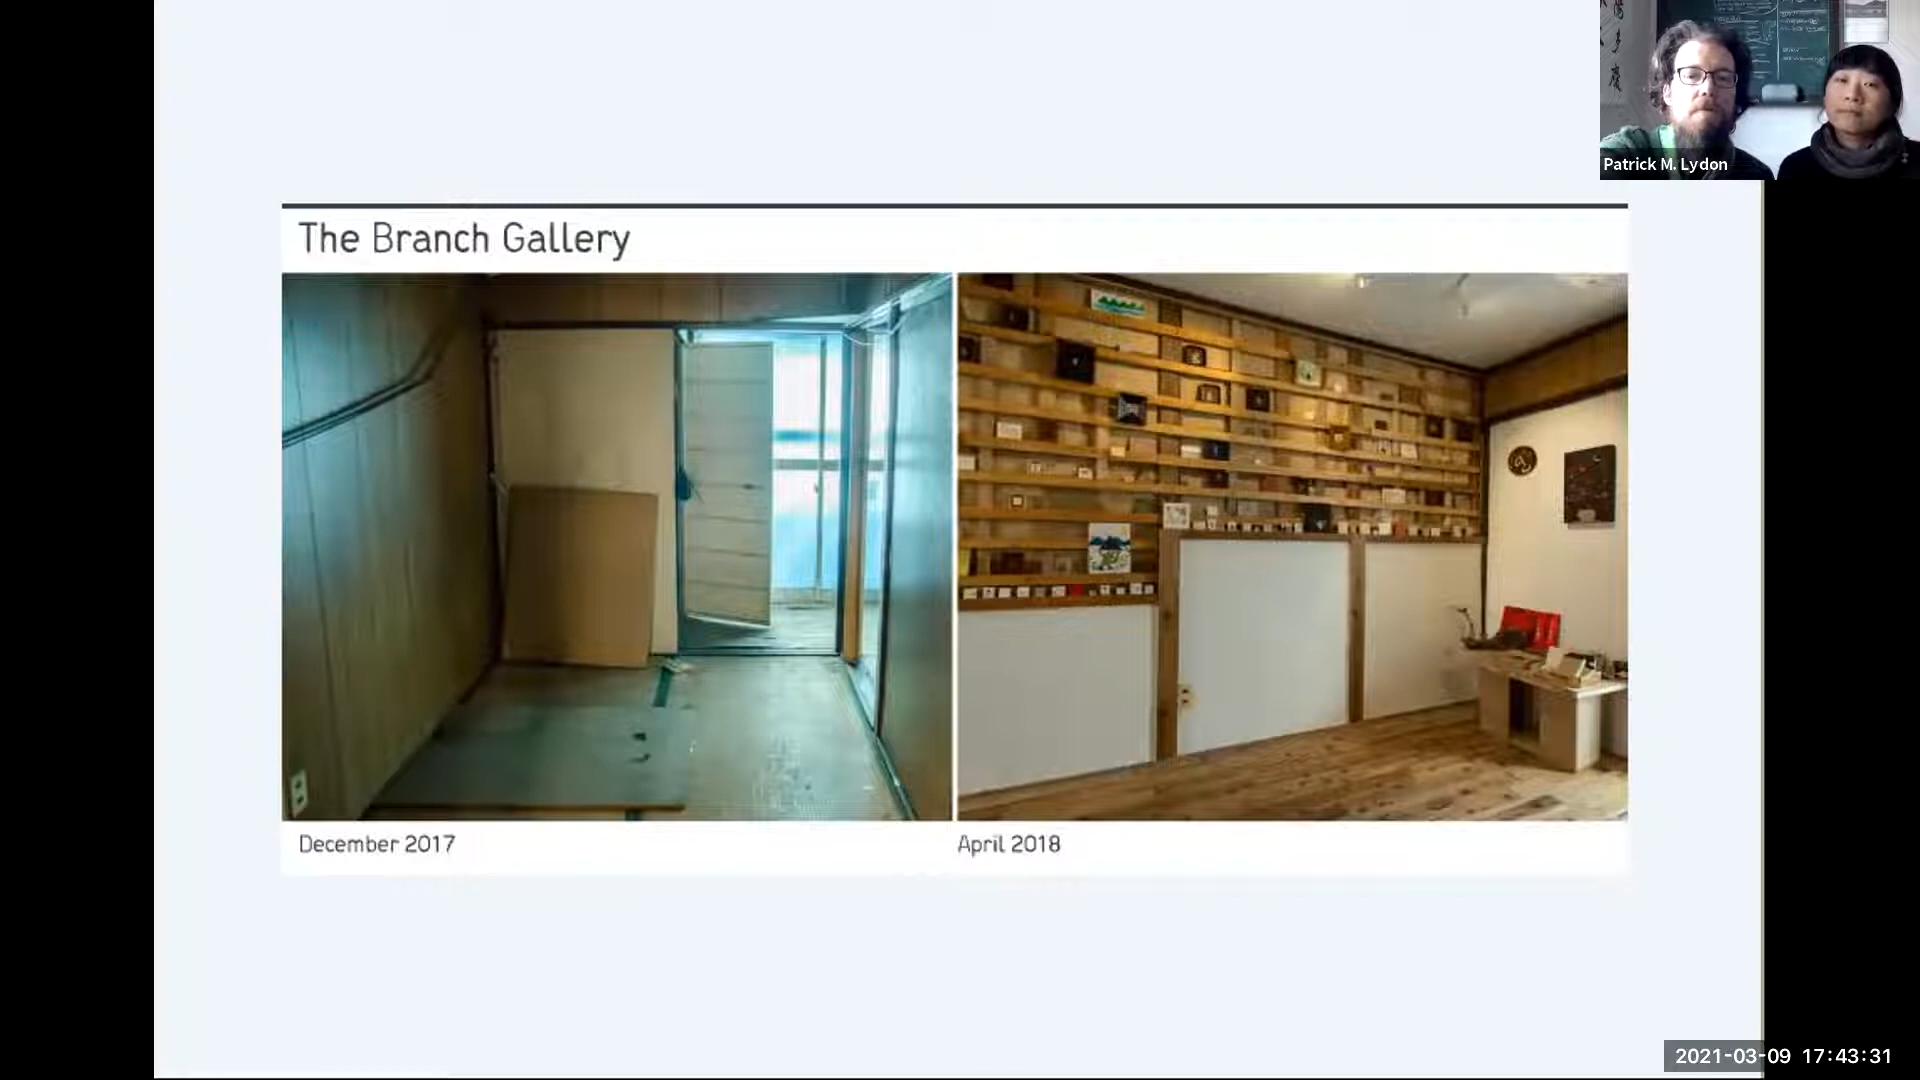 Patrick M. Lydon
The Branch Gallery
December 2017
April 2018
2021-03-09 17:43:31